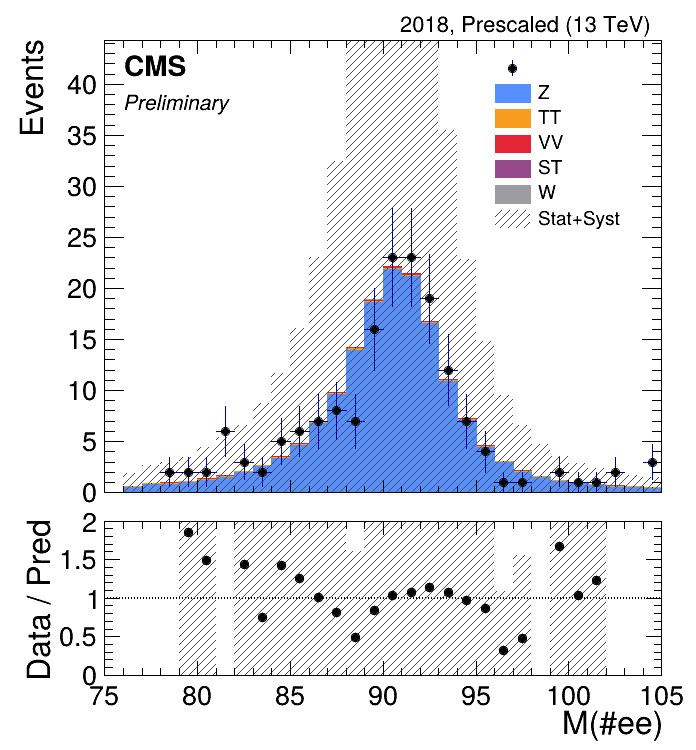 2018, Prescaled (13 TeV)
Events
CMS
Preliminary
Z
TT
VV
ST
W
Stat+Syst
40
35
30
25
20
15
10
5
0
Data / Pred
2
1.5
1
0.5
0
75 80 85 90 95 100 105
M(#ee)